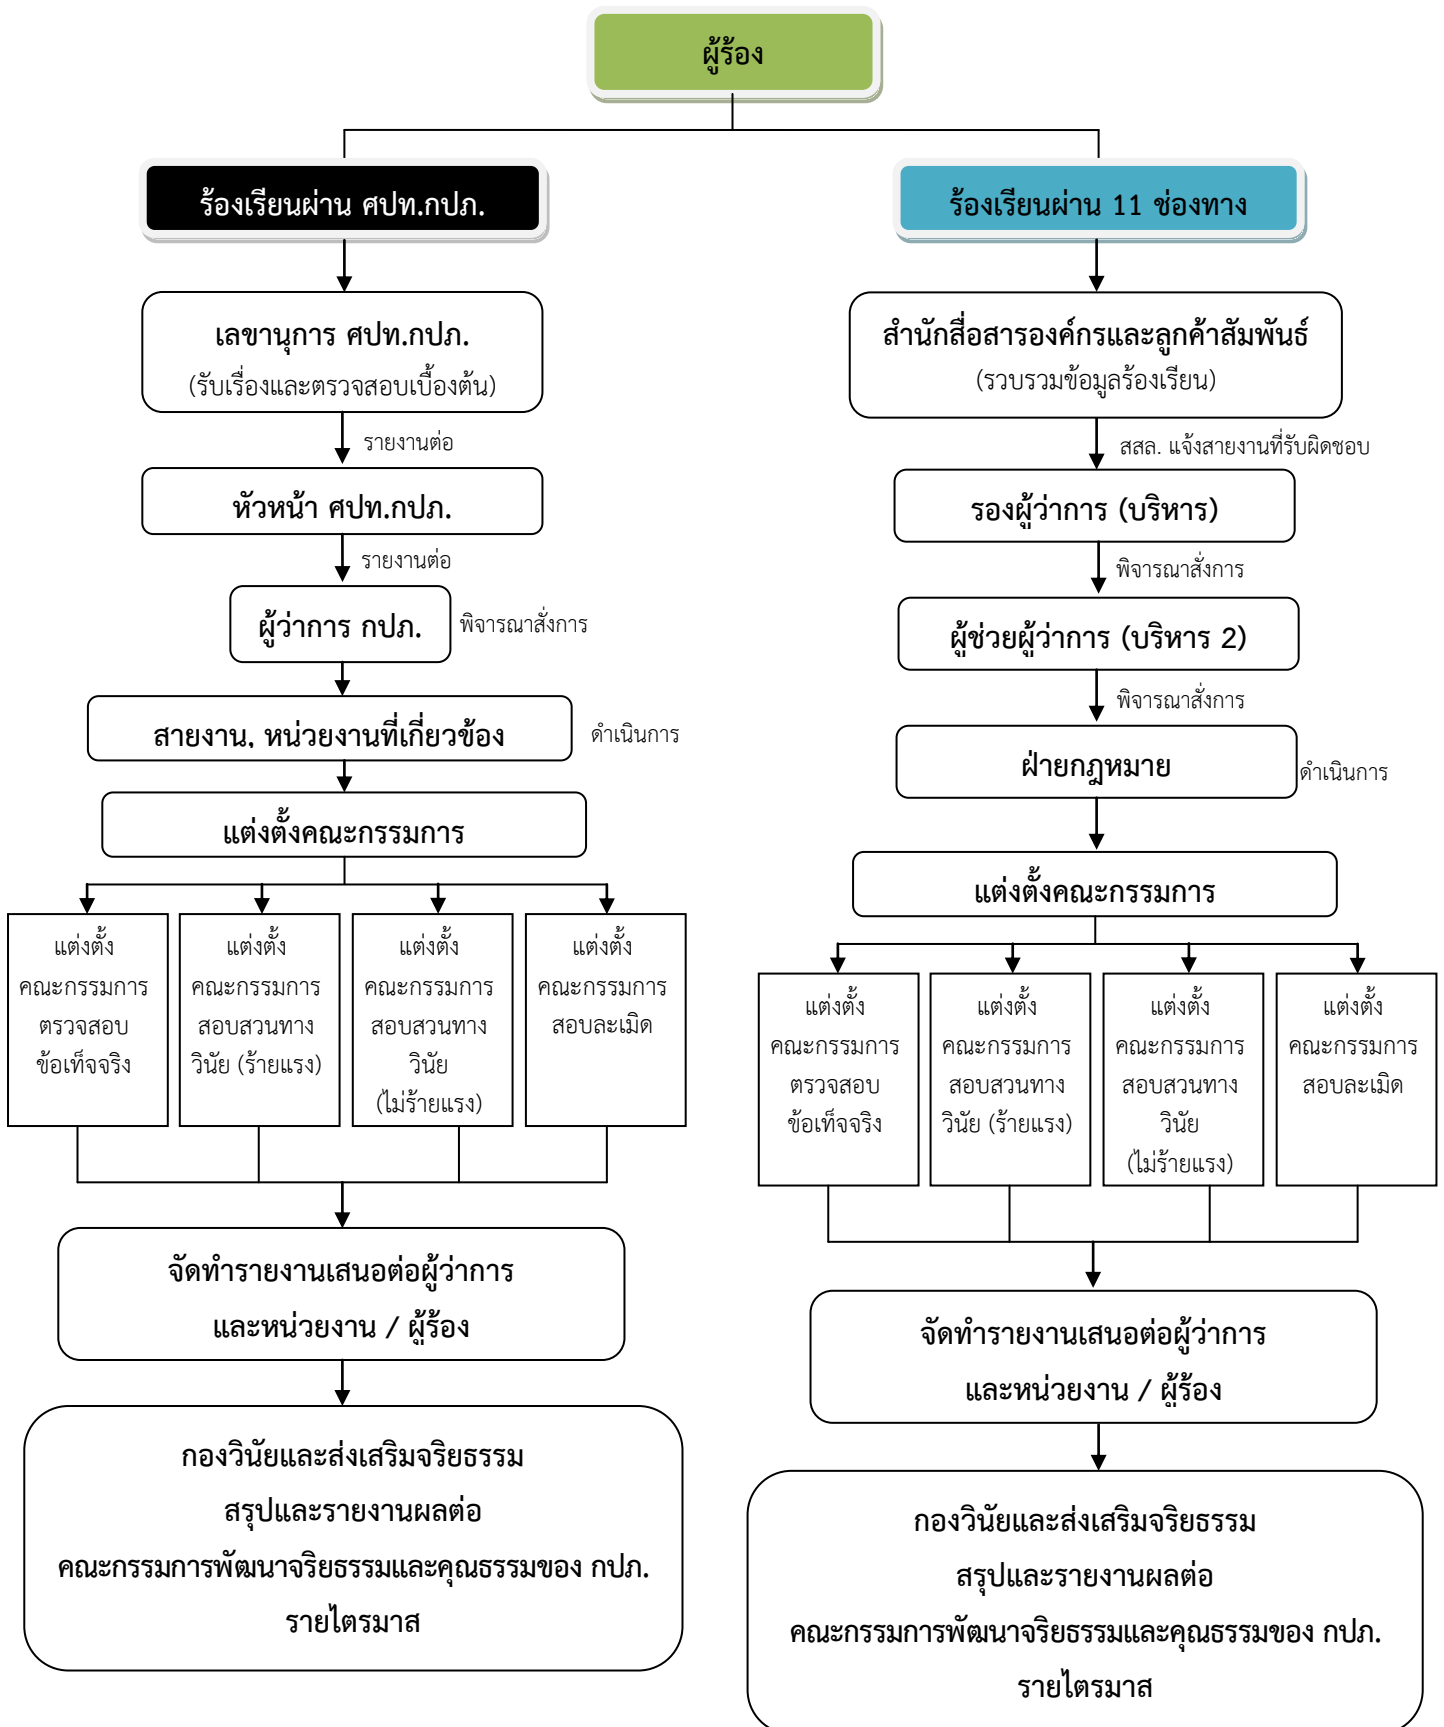 ผู้ร้อง
ร้องเรียนผ่าน ศปท.กปภ.
เลขานุการ ศปท.กปภ.
(รับเรื่องและตรวจสอบเบื้องต้น)
รายงานต่อ
หัวหน้า ศปท.กปภ.
รายงานต่อ
ผู้ว่าการ กปภ.
พิจารณาสั่งการ
สายงาน, หน่วยงานที่เกี่ยวข้อง
ดำเนินการ
แต่งตั้งคณะกรรมการ
แต่งตั้ง
คณะกรรมการ
ตรวจสอบ
ข้อเท็จจริง
แต่งตั้ง
คณะกรรมการ
สอบสวนทาง
วินัย (ร้ายแรง)
แต่งตั้ง
คณะกรรมการ
สอบสวนทาง
วินัย
(ไม่ร้ายแรง)
แต่งตั้ง
คณะกรรมการ
สอบละเมิด
จัดทำรายงานเสนอต่อผู้ว่าการ
และหน่วยงาน / ผู้ร้อง
กองวินัยและส่งเสริมจริยธรรม
สรุปและรายงานผลต่อ
คณะกรรมการพัฒนาจริยธรรมและคุณธรรมของ กปภ.
รายไตรมาส
ร้องเรียนผ่าน 11 ช่องทาง
สำนักสื่อสารองค์กรและลูกค้าสัมพันธ์
(รวบรวมข้อมูลร้องเรียน)
สสล. แจ้งสายงานที่รับผิดชอบ
รองผู้ว่าการ (บริหาร)
พิจารณาสั่งการ
ผู้ช่วยผู้ว่าการ (บริหาร 2)
พิจารณาสั่งการ
ฝ่ายกฎหมาย
ดำเนินการ
แต่งตั้งคณะกรรมการ
แต่งตั้ง
คณะกรรมการ
ตรวจสอบ
ข้อเท็จจริง
แต่งตั้ง
คณะกรรมการ
สอบสวนทาง
วินัย (ร้ายแรง)
แต่งตั้ง
คณะกรรมการ
สอบสวนทาง
วินัย
(ไม่ร้ายแรง)
แต่งตั้ง
คณะกรรมการ
สอบละเมิด
จัดทำรายงานเสนอต่อผู้ว่าการ
และหน่วยงาน / ผู้ร้อง
กองวินัยและส่งเสริมจริยธรรม
สรุปและรายงานผลต่อ
คณะกรรมการพัฒนาจริยธรรมและคุณธรรมของ กปภ.
รายไตรมาส